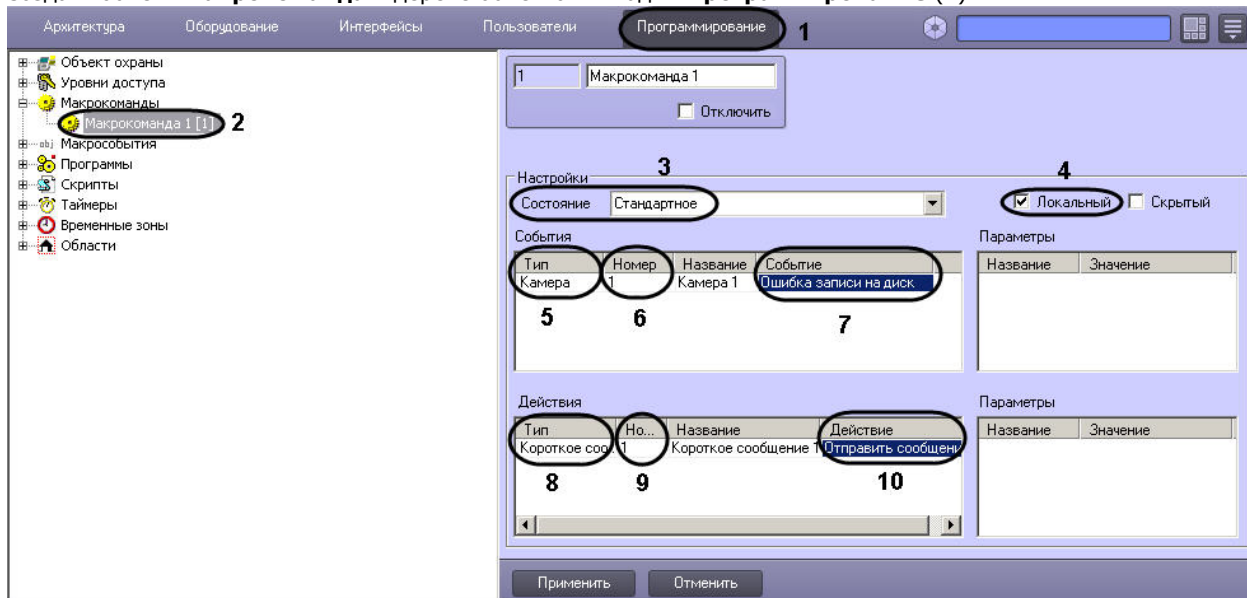 Архитектура Оборудование Интерфейсы Пользователи Программирование 1
Объект охраны
Уровни доступа
Макрокоманды
Макрокоманда 1 [1] 2
obj Макрособытия
Программы
Скрипты
Таймеры
Временные зоны
Области
1 Макрокоманда 1
Отключить
3 4
Настройки
Состояние Стандартное Локальный Скрытый
События Параметры
Тип Номер Название Событие Название Значение
Камера 1 Камера 1 Ошибка записи на диск
5 6 7
Действия Параметры
Тип Но... Название Действие Название Значение
Короткое соо... 1 Короткое сообщение 1 Отправить сообщени
8 9 10
Применить Отменить